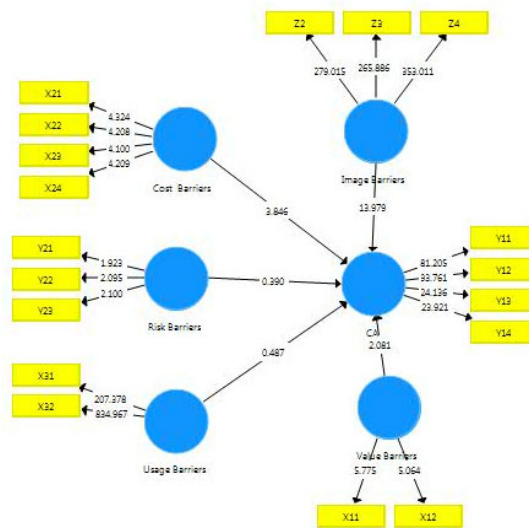 Z2
Z3
Z4
279.015
265.886
353.011
X21
X22
X23
X24
4.324
4.208
4.100
4.209
Cost Barriers
Image Barriers
3.846
13.979
Y21
Y22
Y23
1.923
2.095
2.100
Risk Barriers
0.390
CA
81.205
33.761
24.136
23.921
Y11
Y12
Y13
Y14
0.487
2.081
X31
X32
207.378
834.967
Usage Barriers
Value Barriers
5.775
5.064
X11
X12